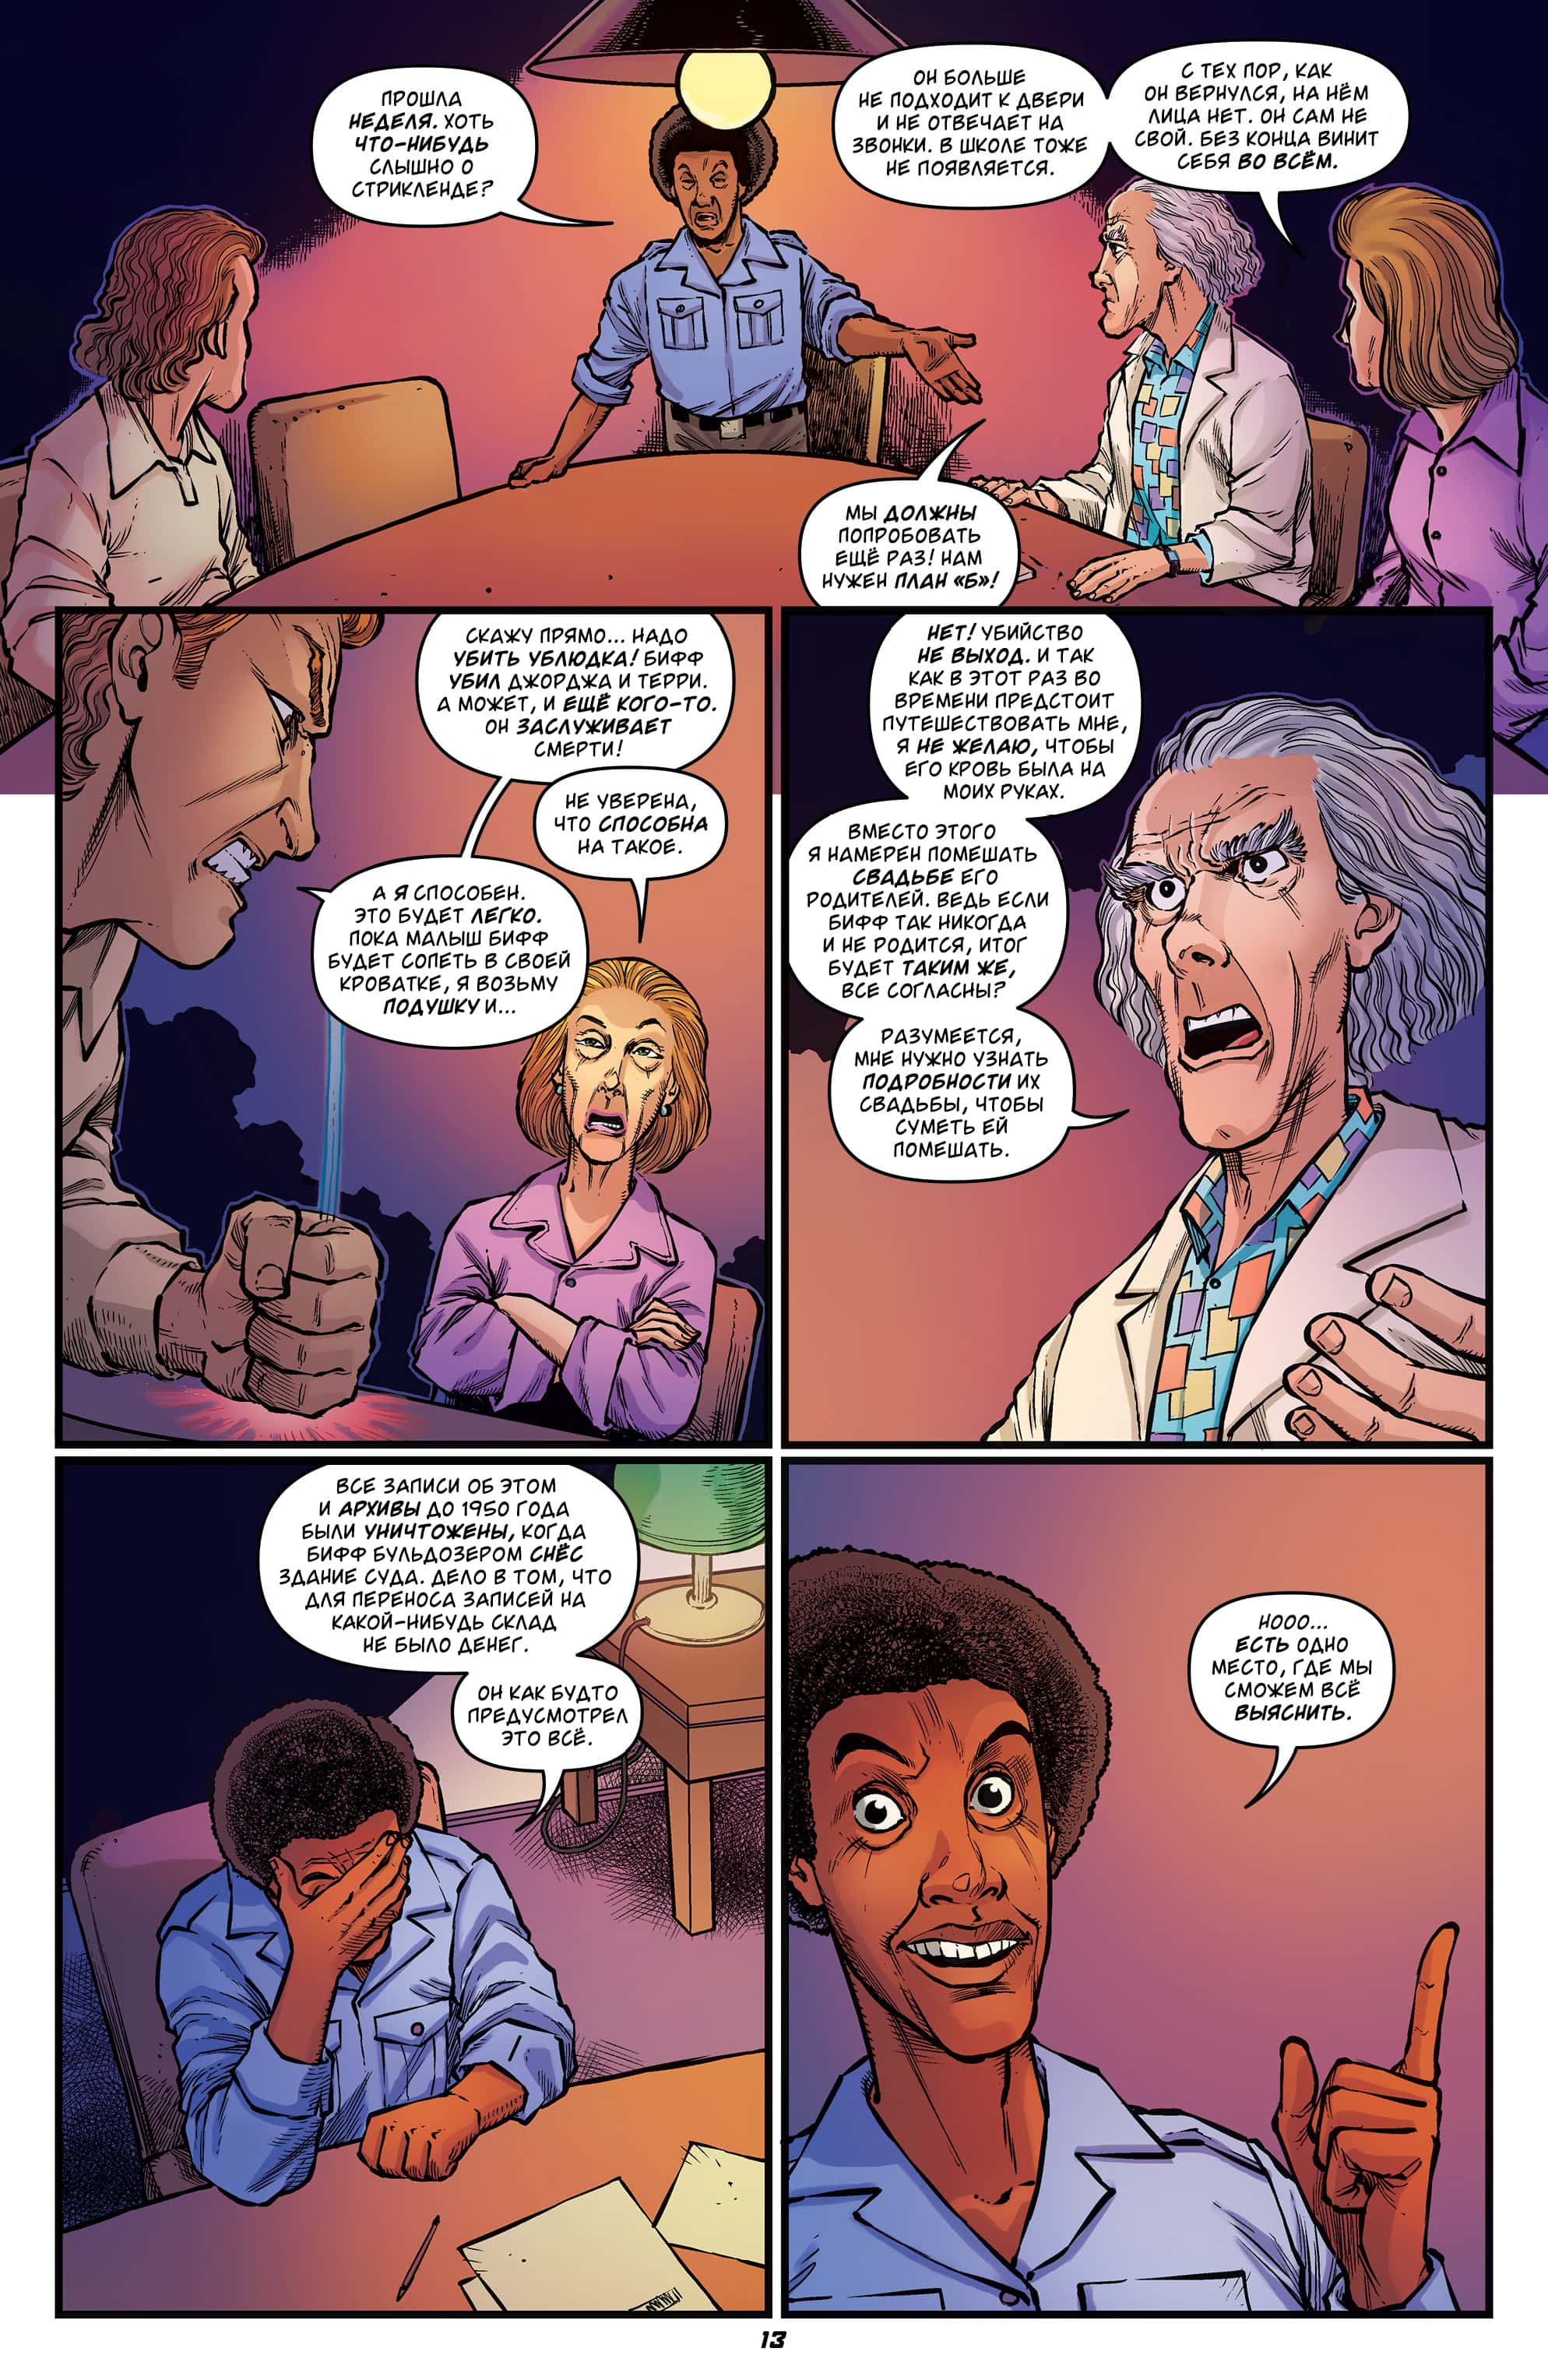 ПРОШЛА
НЕДЕЛЯ. ХОТЬ
ЧТО-НИБУДЬ
СЛЫШНО О
СТРИКЛЕНДЕ?
ОН БОЛЬШЕ
НЕ ПОДХОДИТ К ДВЕРИ
И НЕ ОТВЕЧАЕТ НА
ЗВОНКИ. В ШКОЛЕ ТОЖЕ
НЕ ПОЯВЛЯЕТСЯ.
С ТЕХ ПОР, КАК
ОН ВЕРНУЛСЯ, НА НЁМ
ЛИЦА НЕТ. ОН САМ НЕ
СВОЙ. БЕЗ КОНЦА ВИНИТ
СЕБЯ ВО ВСЁМ.
МЫ ДОЛЖНЫ
ПОПРОБОВАТЬ
ЕЩЁ РАЗ! НАМ
НУЖЕН ПЛАН «Б»!
СКАЖУ ПРЯМО... НАДО
УБИТЬ УБЛЮДКА! БИФФ
УБИЛ ДЖОРДЖА И ТЕРРИ.
А МОЖЕТ, И ЕЩЁ КОГО-ТО.
ОН ЗАСЛУЖИВАЕТ
СМЕРТИ!
НЕ УВЕРЕНА,
ЧТО СПОСОБНА
НА ТАКОЕ.
А Я СПОСОБЕН.
ЭТО БУДЕТ ЛЕГКО.
ПОКА МАЛЫШ БИФФ
БУДЕТ СОПЕТЬ В СВОЕЙ
КРОВАТКЕ, Я ВОЗЬМУ
ПОДУШКУ И...
НЕТ! УБИЙСТВО
НЕ ВЫХОД. И ТАК
КАК В ЭТОТ РАЗ ВО
ВРЕМЕНИ ПРЕДСТОИТ
ПУТЕШЕСТВОВАТЬ МНЕ,
Я НЕ ЖЕЛАЮ, ЧТОБЫ
ЕГО КРОВЬ БЫЛА НА
МОИХ РУКАХ.
ВМЕСТО ЭТОГО
Я НАМЕРЕН ПОМЕШАТЬ
СВАДЬБЕ ЕГО
РОДИТЕЛЕЙ. ВЕДЬ ЕСЛИ
БИФФ ТАК НИКОГДА
И НЕ РОДИТСЯ, ИТОГ
БУДЕТ ТАКИМ ЖЕ,
ВСЕ СОГЛАСНЫ?
РАЗУМЕЕТСЯ,
МНЕ НУЖНО УЗНАТЬ
ПОДРОБНОСТИ ИХ
СВАДЬБЫ, ЧТОБЫ
СУМЕТЬ ЕЙ
ПОМЕШАТЬ.
ВСЕ ЗАПИСИ ОБ ЭТОМ
И АРХИВЫ ДО 1950 ГОДА
БЫЛИ УНИЧТОЖЕНЫ, КОГДА
БИФФ БУЛЬДОЗЕРОМ СНЁС
ЗДАНИЕ СУДА. ДЕЛО В ТОМ, ЧТО
ДЛЯ ПЕРЕНОСА ЗАПИСЕЙ НА
КАКОЙ-НИБУДЬ СКЛАД
НЕ БЫЛО ДЕНЕГ.
ОН КАК БУДТО
ПРЕДУСМОТРЕЛ
ЭТО ВСЁ.
НООО...
ЕСТЬ ОДНО
МЕСТО, ГДЕ МЫ
СМОЖЕМ ВСЁ
ВЫЯСНИТЬ.
13